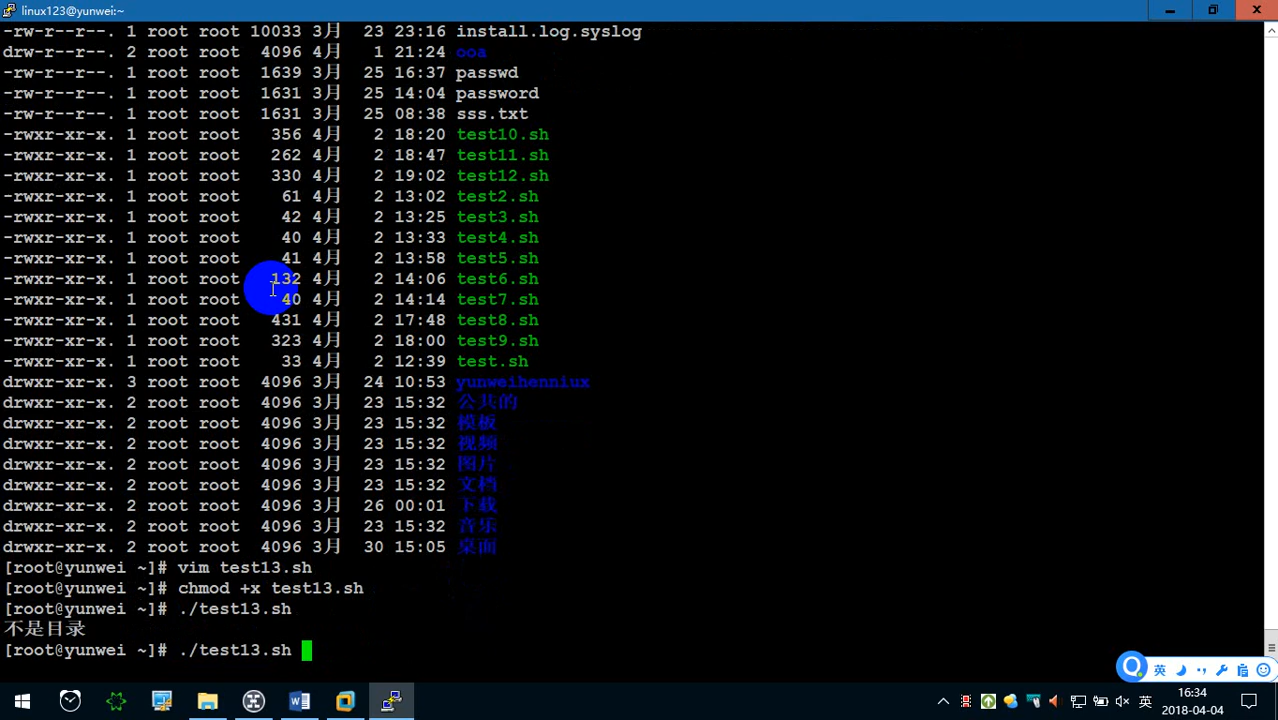 linux123@yunwei:~
-rw-r--r--. 1 root root 10033 3月 23 23:16 install.log.syslog
drw-r--r--. 2 root root 4096 4月 1 21:24 ooa
-rw-r--r--. 1 root root 1639 3月 25 16:37 passwd
-rw-r--r--. 1 root root 1631 3月 25 14:04 password
-rw-r--r--. 1 root root 1631 3月 25 08:38 sss.txt
-rwxr-xr-x. 1 root root 356 4月 2 18:20 test10.sh
-rwxr-xr-x. 1 root root 262 4月 2 18:47 test11.sh
-rwxr-xr-x. 1 root root 330 4月 2 19:02 test12.sh
-rwxr-xr-x. 1 root root 61 4月 2 13:02 test2.sh
-rwxr-xr-x. 1 root root 42 4月 2 13:25 test3.sh
-rwxr-xr-x. 1 root root 40 4月 2 13:33 test4.sh
-rwxr-xr-x. 1 root root 41 4月 2 13:58 test5.sh
-rwxr-xr-x. 1 root root 132 4月 2 14:06 test6.sh
-rwxr-xr-x. 1 root root 40 4月 2 14:14 test7.sh
-rwxr-xr-x. 1 root root 431 4月 2 17:48 test8.sh
-rwxr-xr-x. 1 root root 323 4月 2 18:00 test9.sh
-rwxr-xr-x. 1 root root 33 4月 2 12:39 test.sh
drwxr-xr-x. 3 root root 4096 3月 24 10:53 yunweihenniux
drwxr-xr-x. 2 root root 4096 3月 23 15:32 公共的
drwxr-xr-x. 2 root root 4096 3月 23 15:32 模板
drwxr-xr-x. 2 root root 4096 3月 23 15:32 视频
drwxr-xr-x. 2 root root 4096 3月 23 15:32 图片
drwxr-xr-x. 2 root root 4096 3月 23 15:32 文档
drwxr-xr-x. 2 root root 4096 3月 26 00:01 下载
drwxr-xr-x. 2 root root 4096 3月 23 15:32 音乐
drwxr-xr-x. 2 root root 4096 3月 30 15:05 桌面
[root@yunwei ~]# vim test13.sh
[root@yunwei ~]# chmod +x test13.sh
[root@yunwei ~]# ./test13.sh
不是目录
[root@yunwei ~]# ./test13.sh
英
英
16:34
2018-04-04